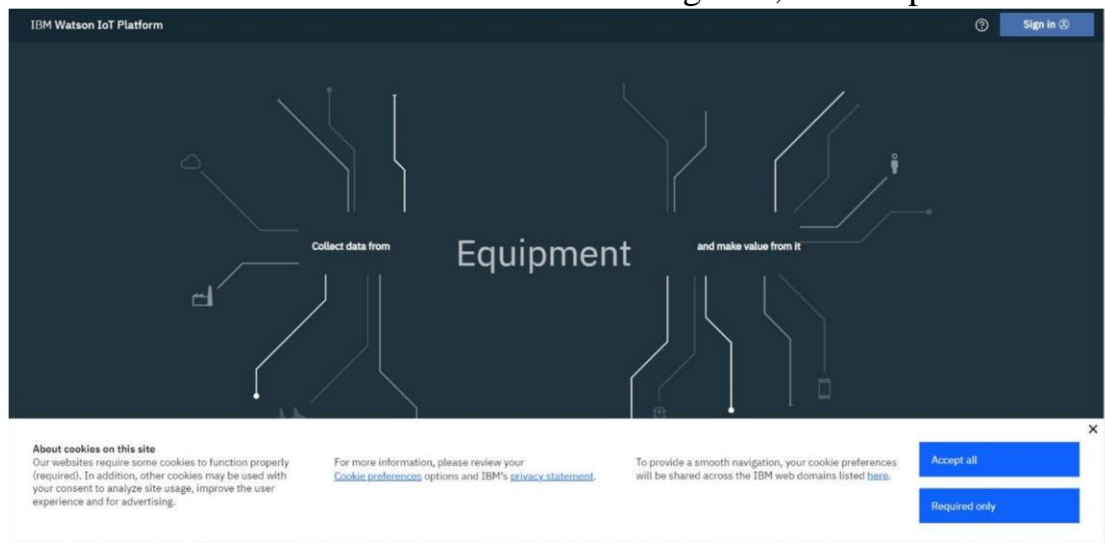 IBM Watson IoT Platform
Sign in
Collect data from
Equipment
and make value from it
About cookies on this site
Our websites require some cookies to function properly
(required). In addition, other cookies may be used with
your consent to analyze site usage, improve the user
experience and for advertising.
For more information, please review your
Cookie preferences options and IBM's privacy statement.
To provide a smooth navigation, your cookie preferences
will be shared across the IBM web domains listed here.
Accept all
Required only